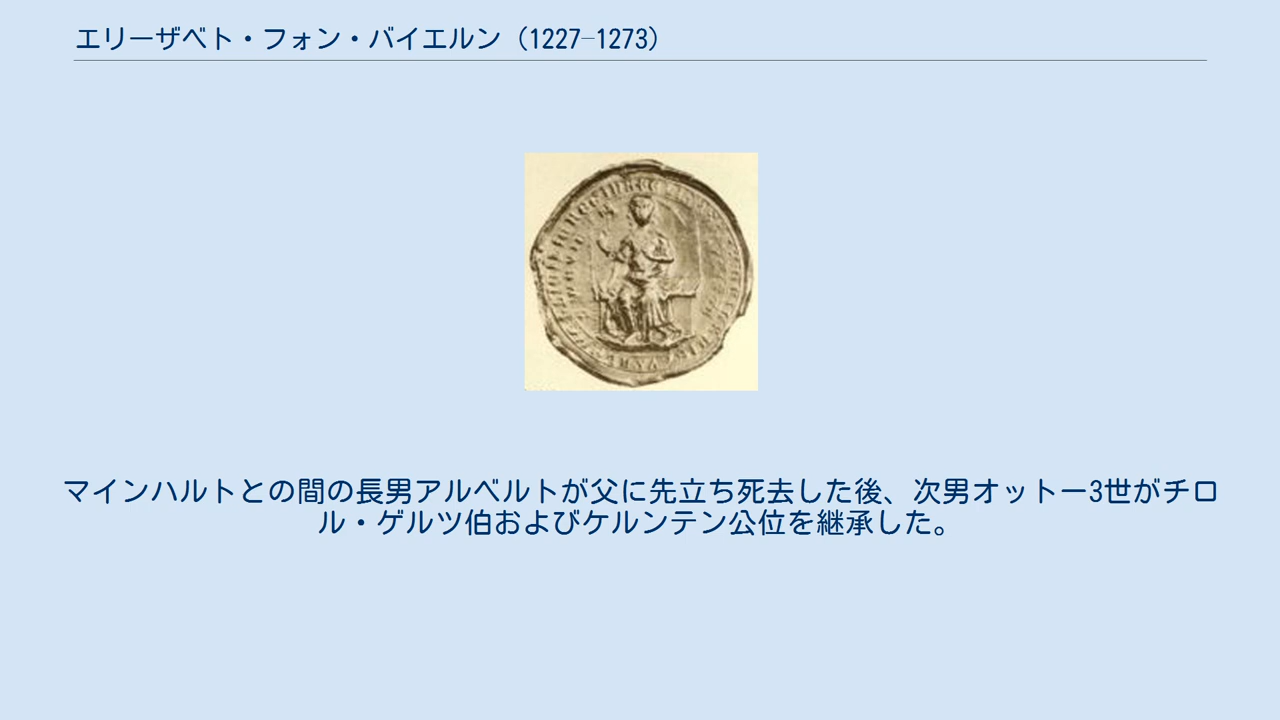 エリーザベト・フォン・バイエルン（1227–1273）
マインハルトとの間の長男アルベルトが父に先立ち死去した後、次男オットー3世がチロ
ル・ゲルツ伯およびケルンテン公位を継承した。